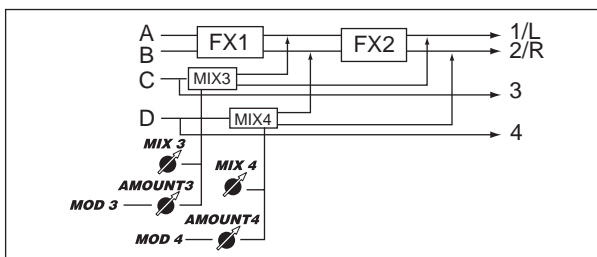 A FX1 FX2 1/L
B 2/R
C MIX3 3
D MIX4 4
MIX 3 MIX 4
AMOUNT3
MOD 3
AMOUNT4
MOD 4